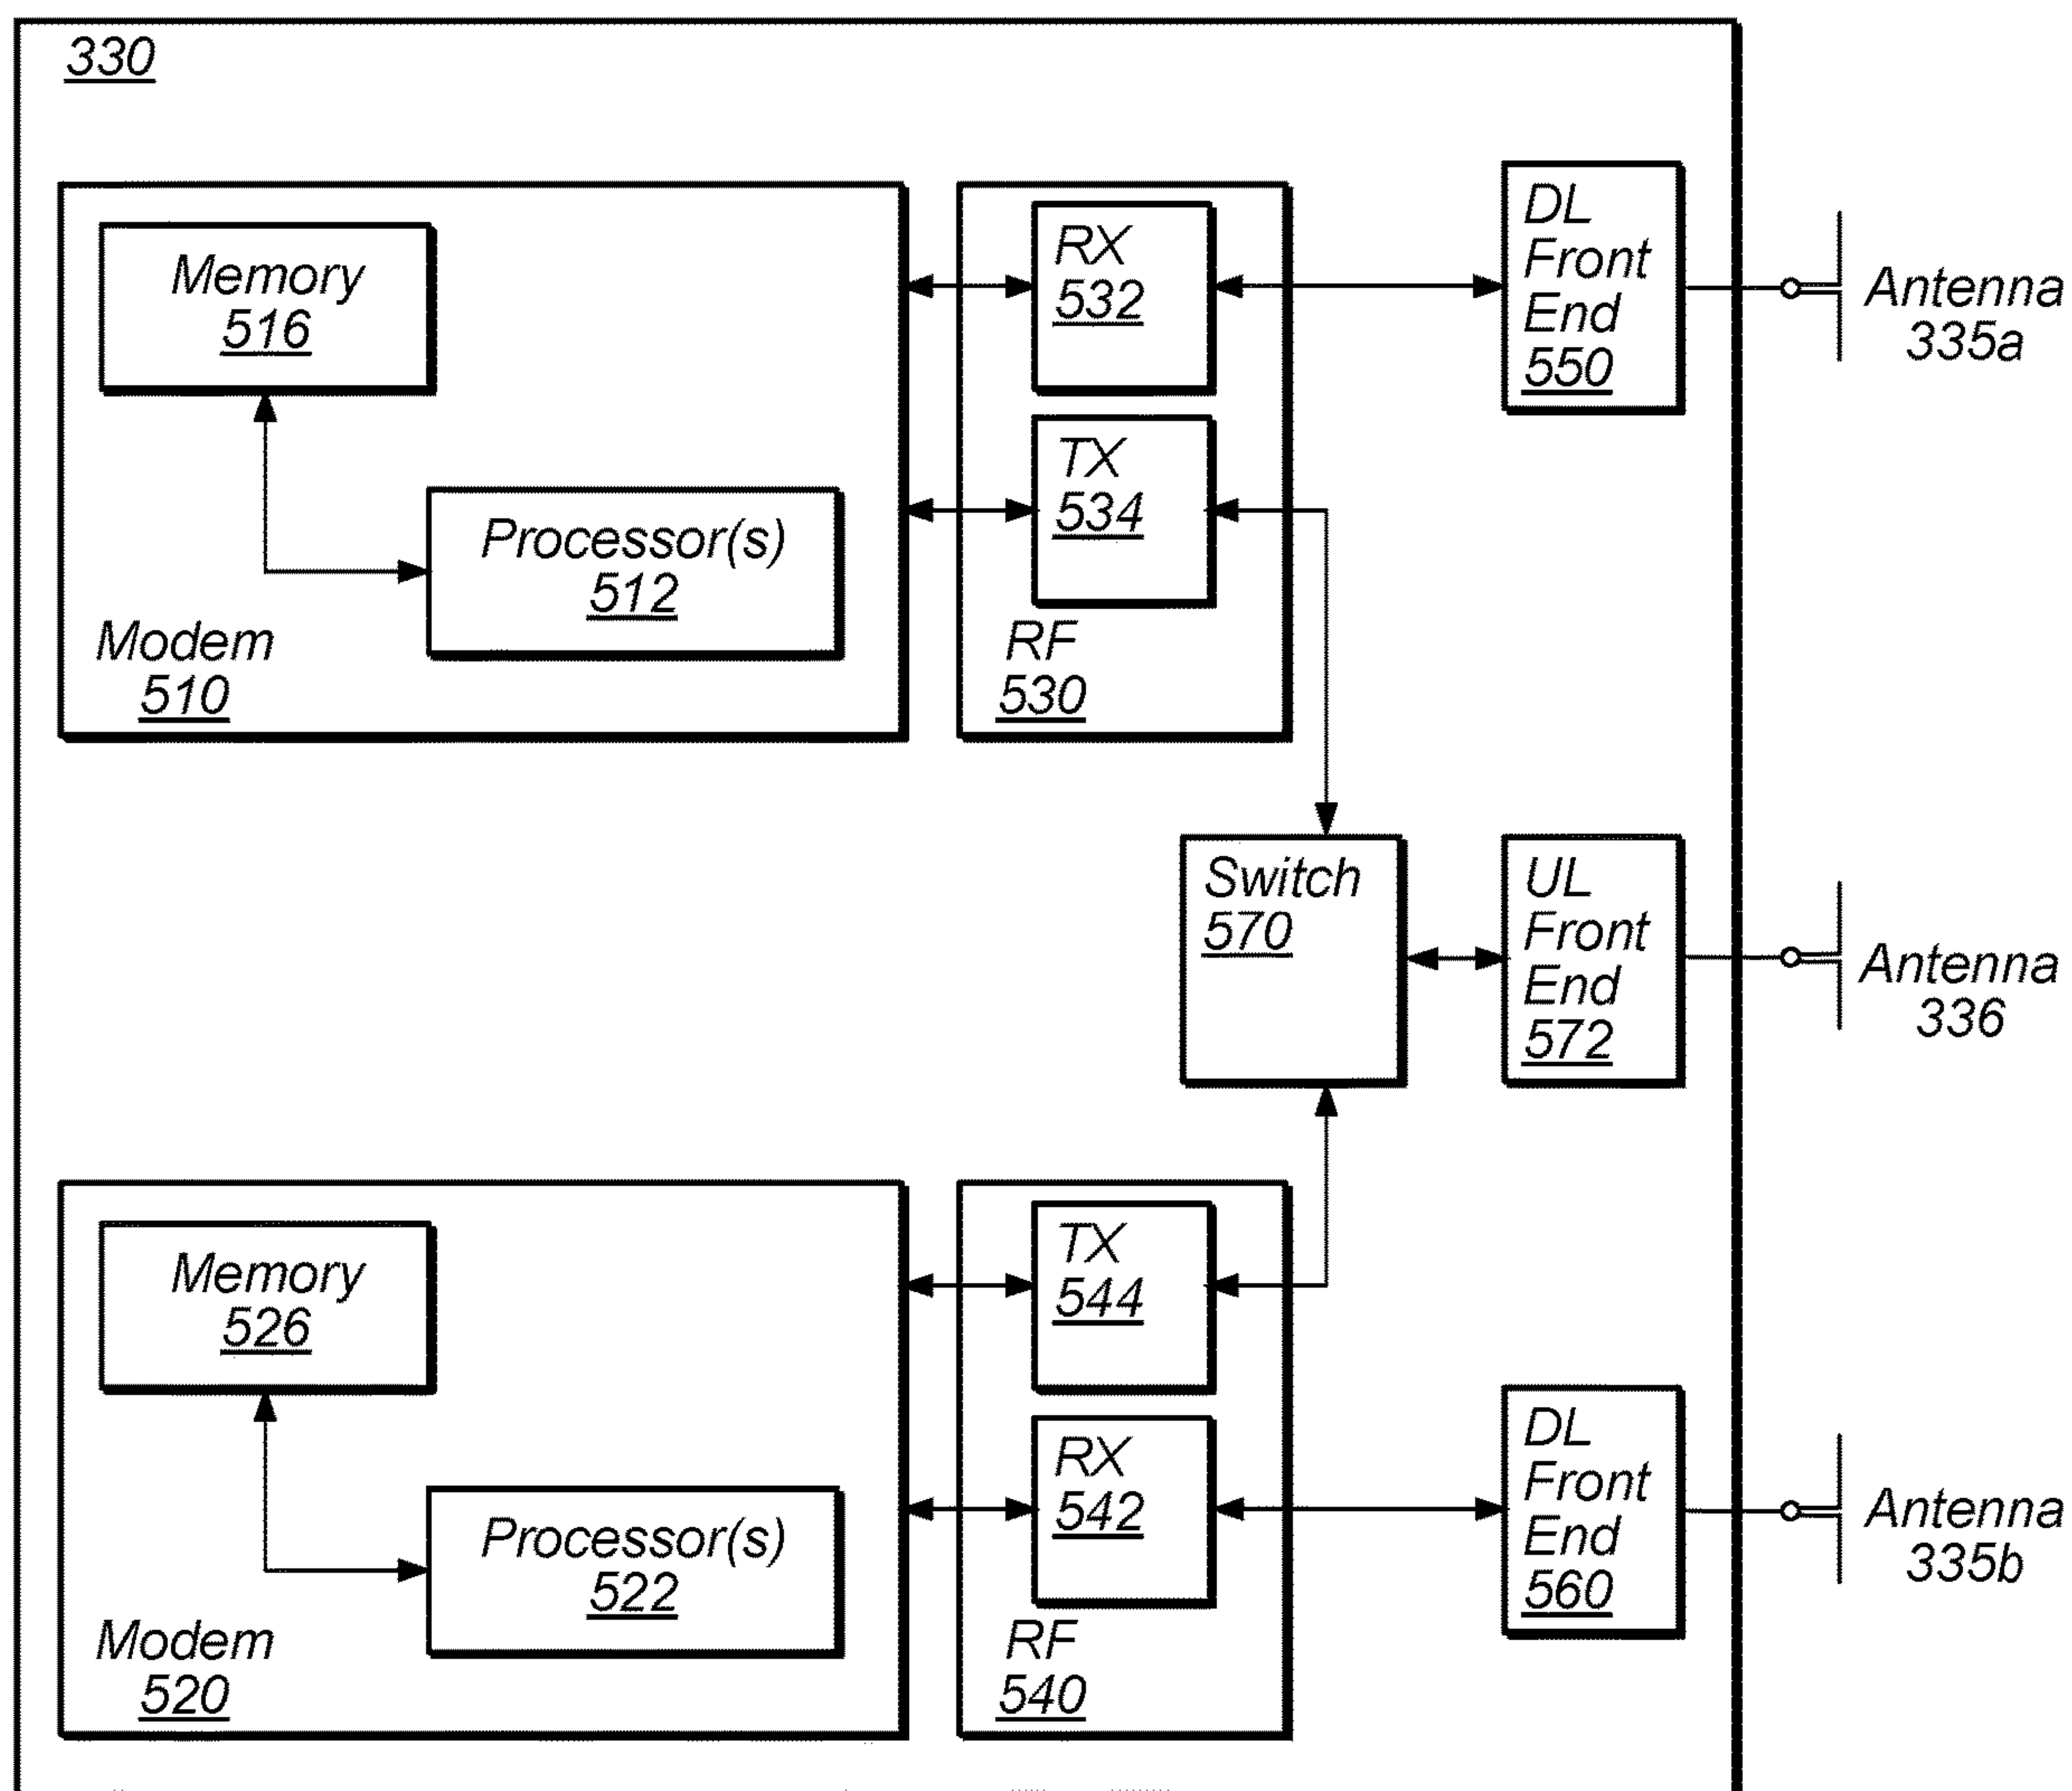 330
Memory
516
Processor(s)
512
Modem
510
RX
532
TX
534
RF
530
DL
Front
End
550
Antenna
335a
Switch
570
UL
Front
End
572
Antenna
336
Memory
526
Processor(s)
522
Modem
520
TX
544
RX
542
RF
540
DL
Front
End
560
Antenna
335b